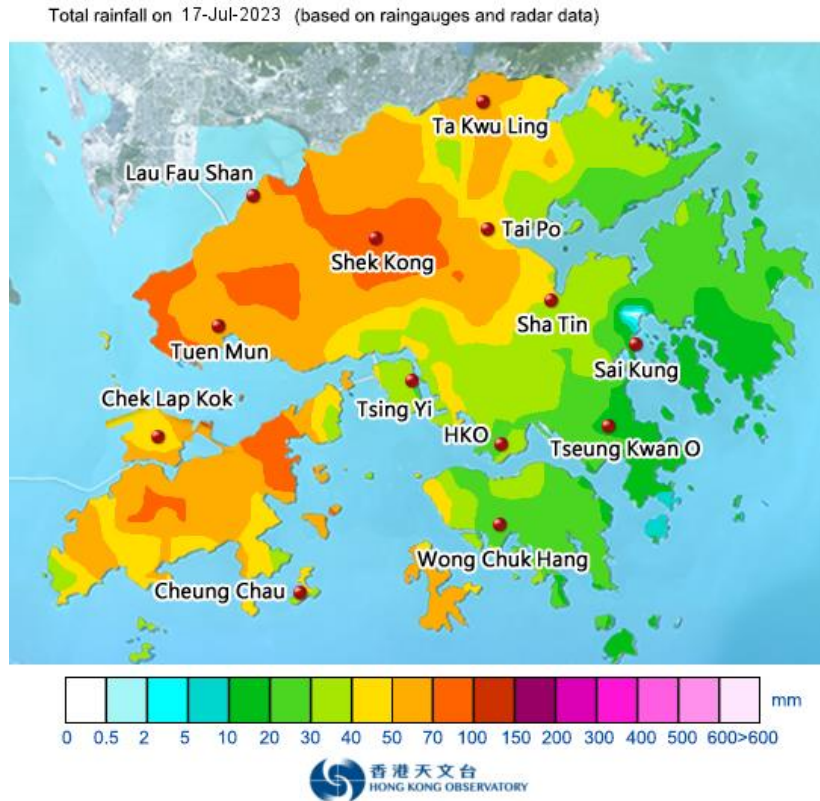 Total rainfall on 17-Jul-2023 (based on raingauges and radar data)
Ta Kwu Ling
Lau Fau Shan
Tai Po
Shek Kong
Sha Tin
Tuen Mun
Sai Kung
Chek Lap Kok
Tsing Yi
HKO
Tseung Kwan O
Wong Chuk Hang
Cheung Chau
mm
0 0.5 2 5 10 20 30 40 50 70 100 150 200 300 400 500 600>600
香港天文台
HONG KONG OBSERVATORY